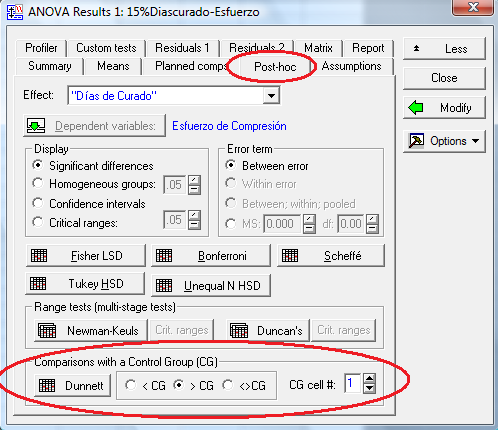 ANOVA Results 1: 15%Diascurado-Esfuerzo
Profiler Custom tests Residuals 1 Residuals 2 Matrix Report
Summary Means Planned comps Post-hoc Assumptions
Less
Close
Modify
Options
Effect: "Días de Curado"
Dependent variables: Esfuerzo de Compresión
Display
Significant differences
Homogeneous groups: .05
Confidence intervals
Critical ranges: .05
Error term
Between error
Within error
Between; within; pooled
MS: 0.000 df: 0.00
Fisher LSD Bonferroni Scheffé
Tukey HSD Unequal N HSD
Range tests (multi-stage tests)
Newman-Keuls Crit. ranges Duncan's Crit. ranges
Comparisons with a Control Group (CG)
Dunnett < CG > CG <>CG CG cell #: 1